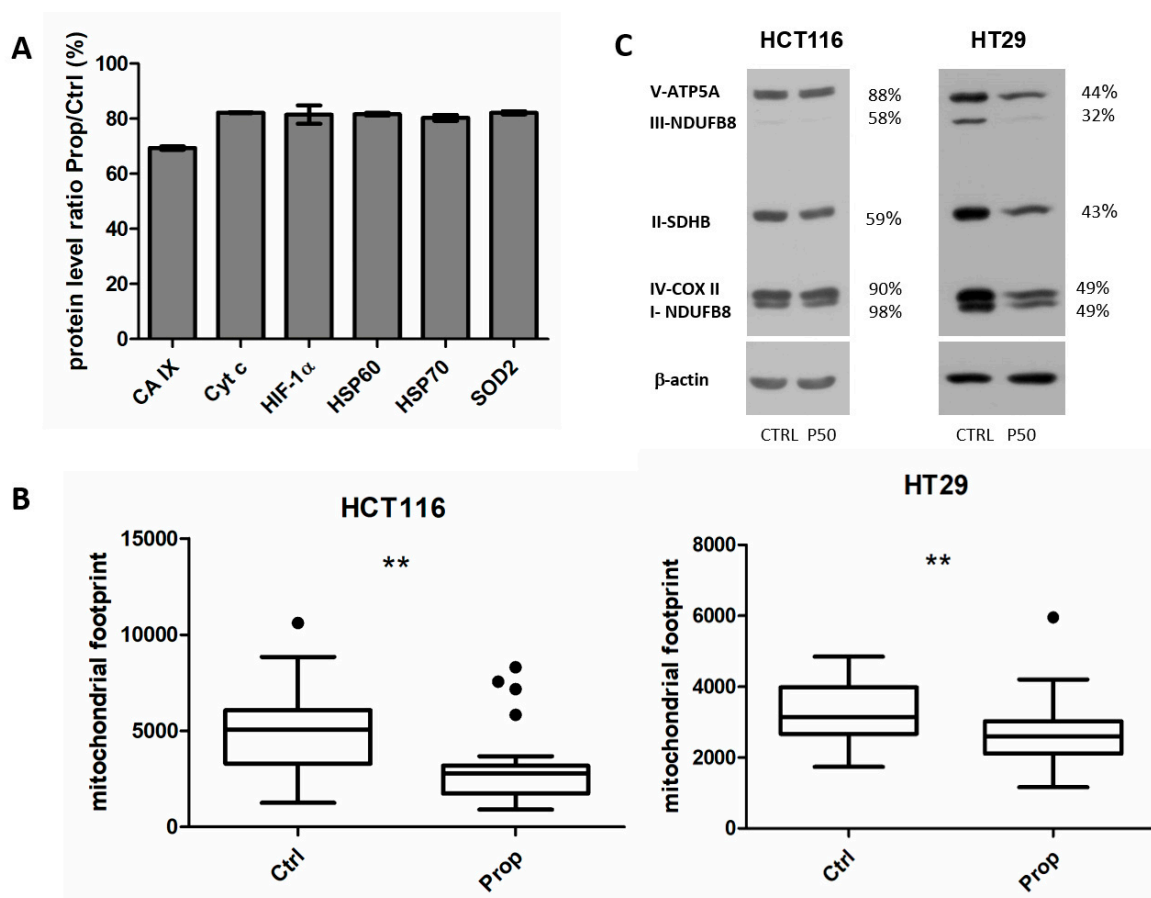 A
protein level ratio Prop/Ctrl (%)
100
80
60
40
20
0
CA IX
Cyt c
HIF-1α
HSP60
HSP70
SOD2
C
HCT116 HT29
V-ATP5A 88% 44%
III-NDUFB8 58% 32%
II-SDHB 59% 43%
IV-COX II 90% 49%
I- NDUFB8 98% 49%
β-actin
CTRL P50 CTRL P50
B
HCT116
mitochondrial footprint
15000
10000
5000
0
**
Ctrl
Prop
HT29
mitochondrial footprint
8000
6000
4000
2000
0
**
Ctrl
Prop